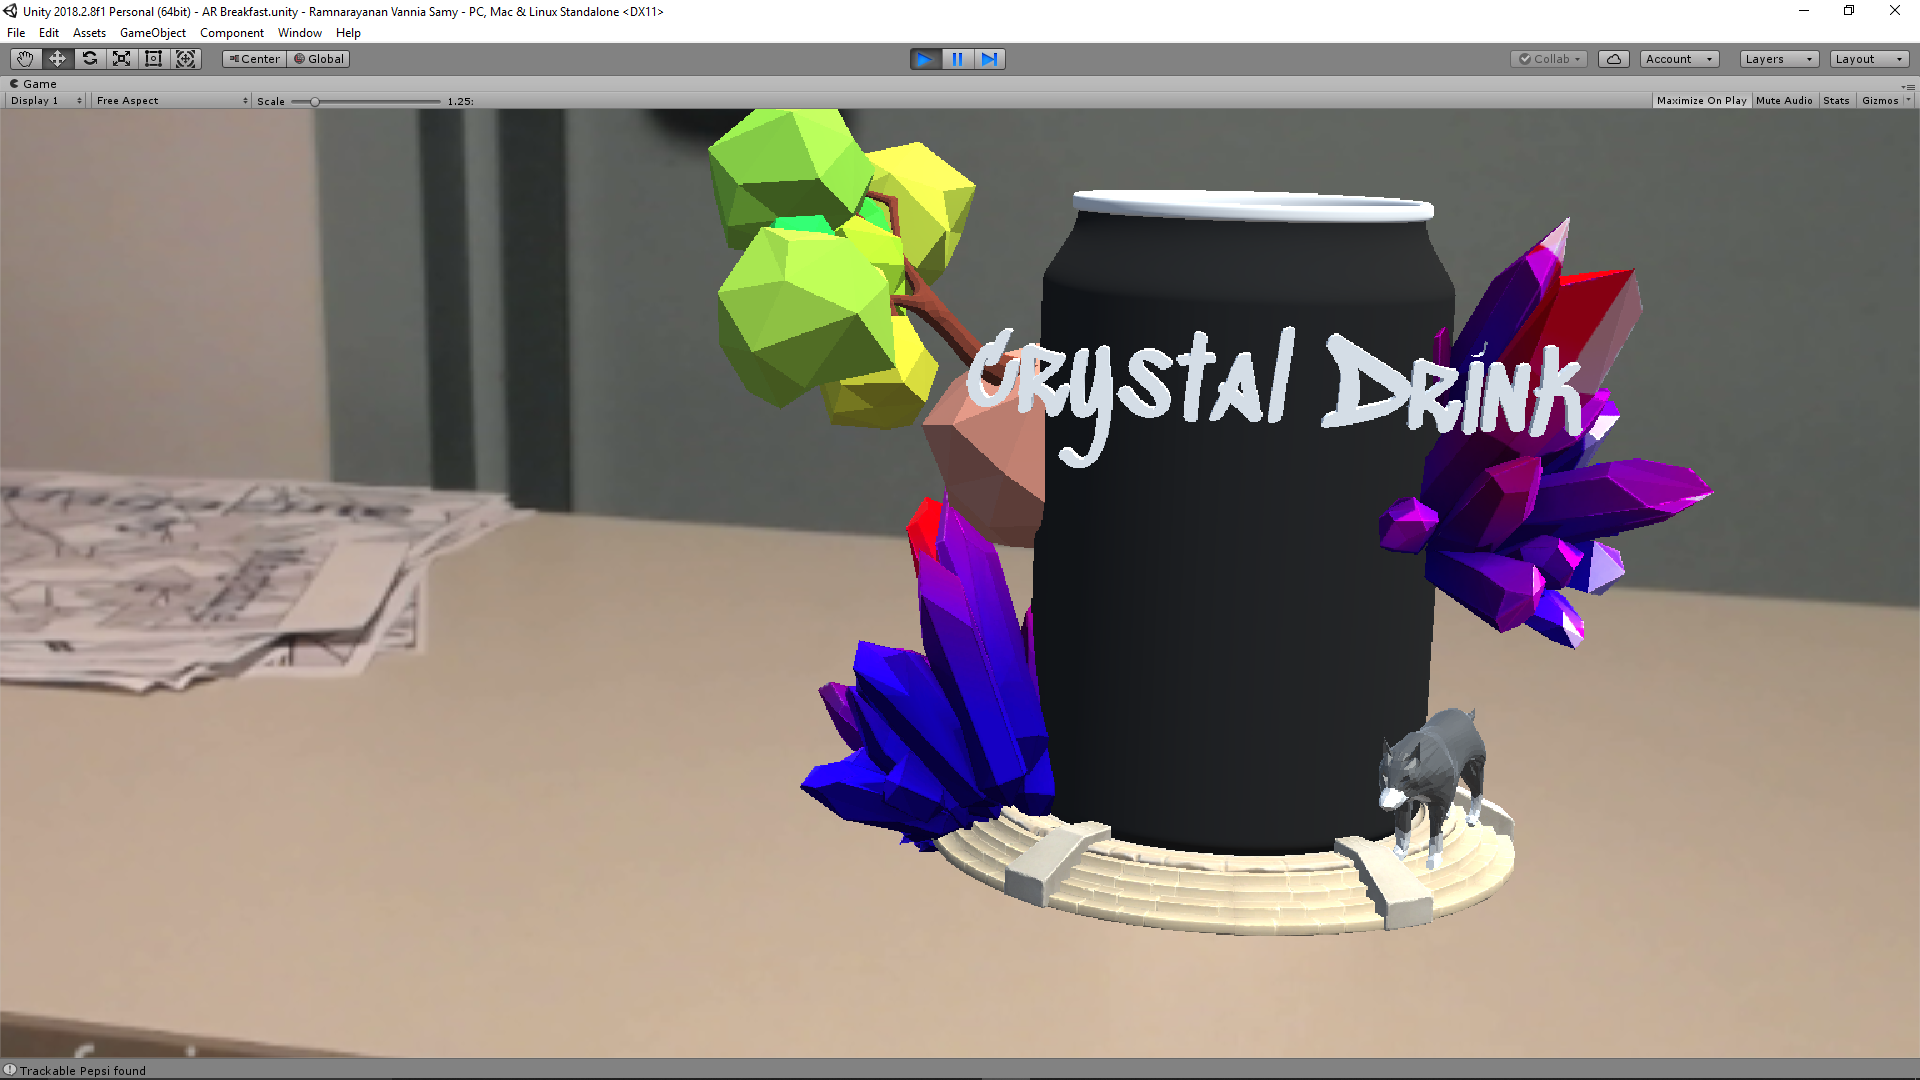 Unity 2018.2.8f1 Personal (64bit) - AR Breakfast.unity - Ramnarayanan Vannia Samy - PC, Mac & Linux Standalone <DX11>
File Edit Assets GameObject Component Window Help
Center Global Collab Account Layers Layout
Game
Display 1 Free Aspect Scale 1.25: Maximize On Play Mute Audio Stats Gizmos
Crystal Drink
Trackable Pepsi found